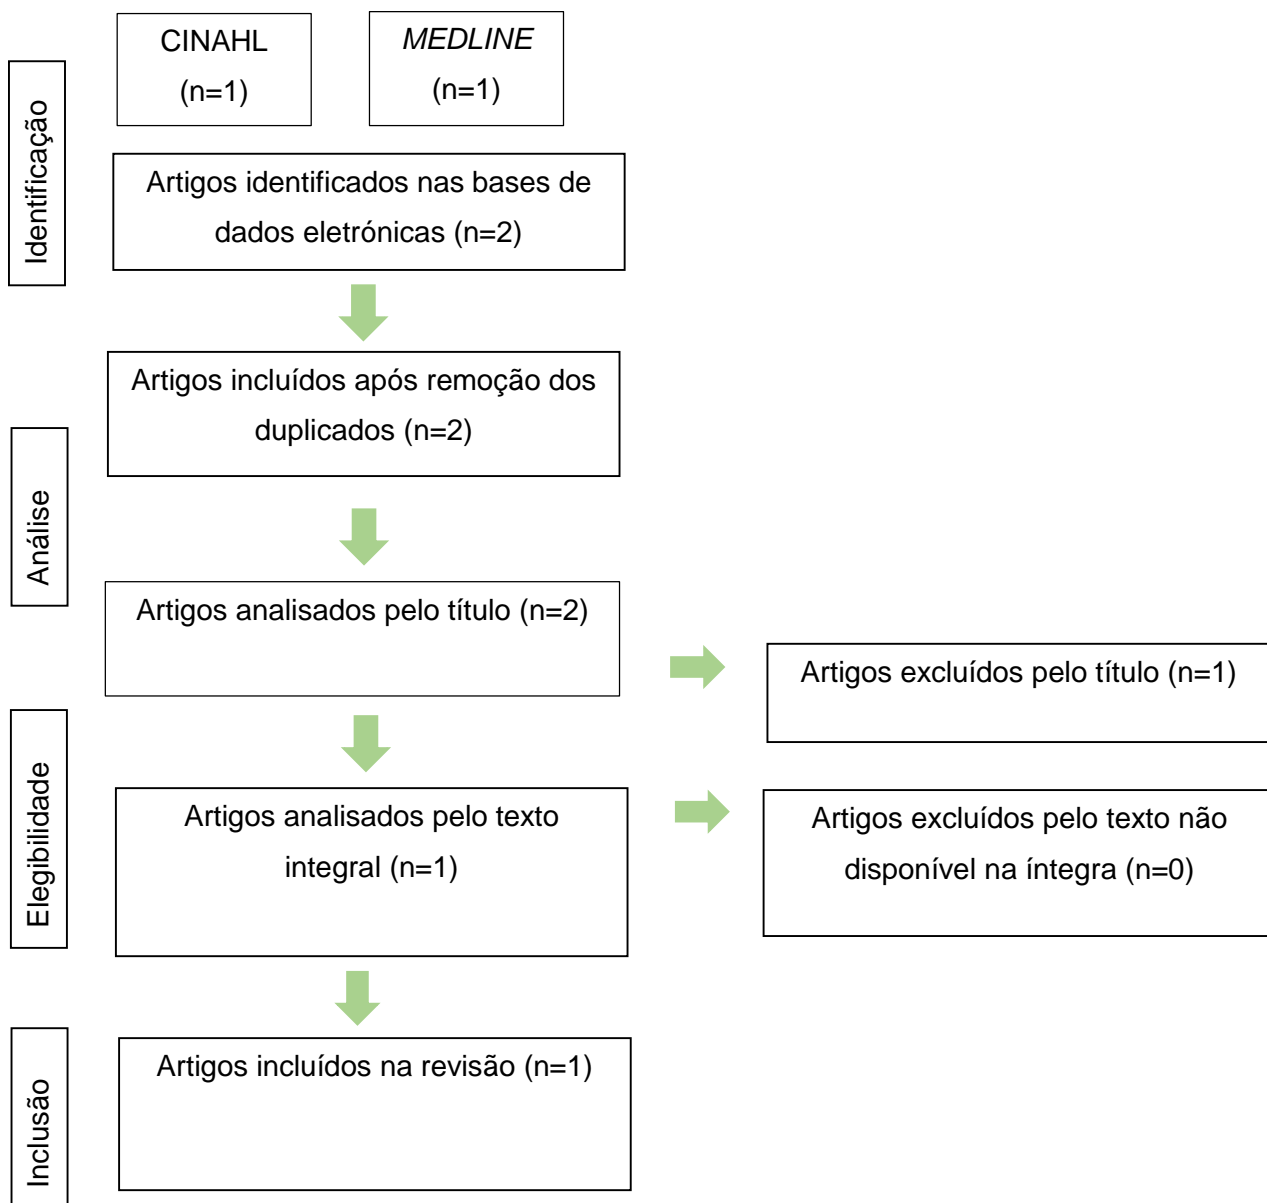 Identificação
CINAHL
(n=1)
MEDLINE
(n=1)
Artigos identificados nas bases de
dados eletrónicas (n=2)
Artigos incluídos após remoção dos
duplicados (n=2)
Análise
Artigos analisados pelo título (n=2)
Artigos excluídos pelo título (n=1)
Elegibilidade
Artigos analisados pelo texto
integral (n=1)
Artigos excluídos pelo texto não
disponível na íntegra (n=0)
Inclusão
Artigos incluídos na revisão (n=1)